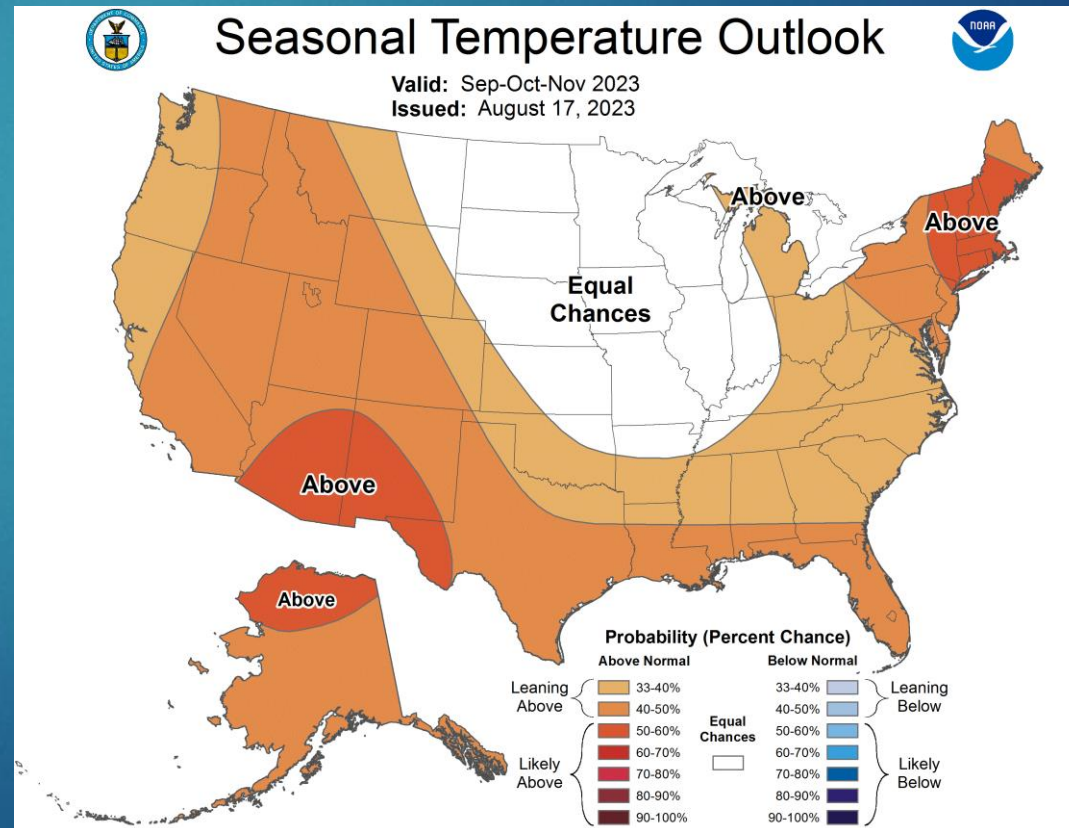 Seasonal Temperature Outlook
NOAA
Valid: Sep-Oct-Nov 2023
Issued: August 17, 2023
Above
Above
Equal
Chances
Above
Above
Probability (Percent Chance)
Above Normal
Below Normal
Leaning
Above
33-40%
40-50%
Likely
Above
50-60%
60-70%
70-80%
80-90%
90-100%
Equal
Chances
33-40%
40-50%
Leaning
Below
50-60%
60-70%
70-80%
80-90%
90-100%
Likely
Below